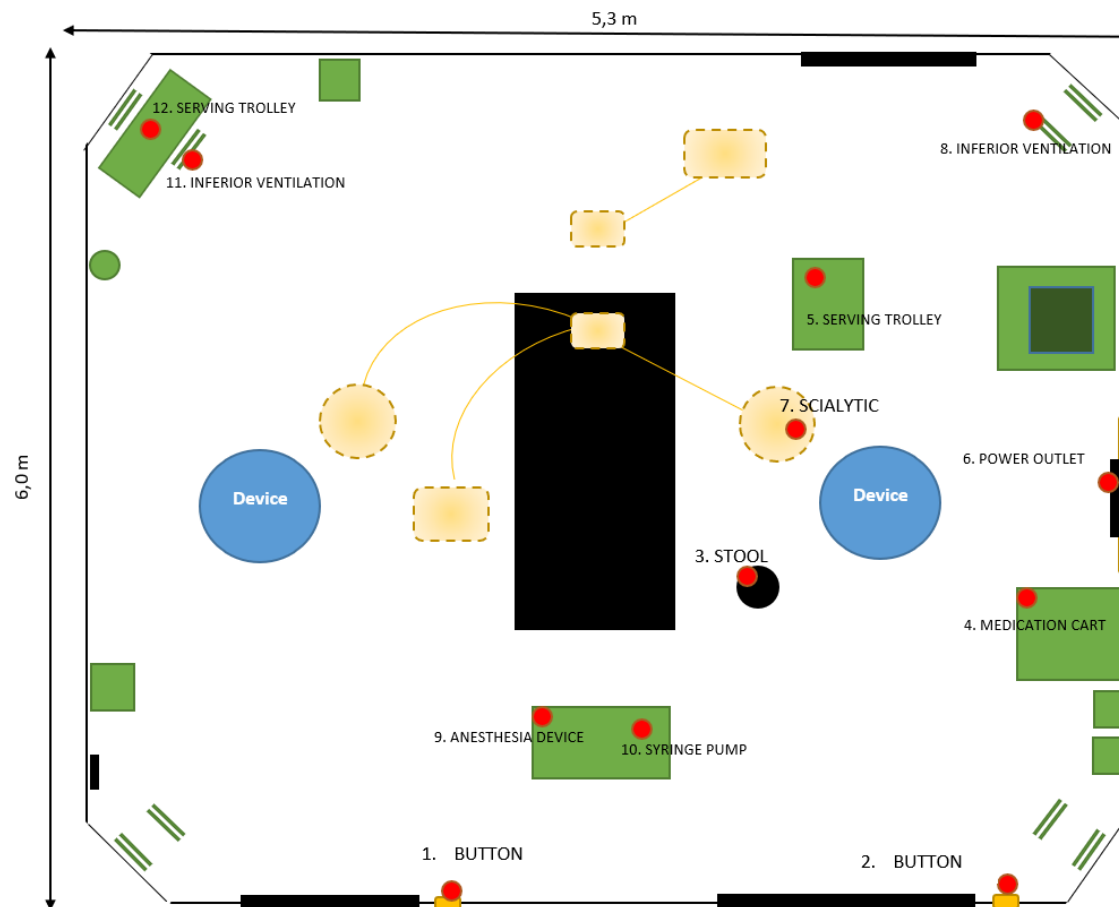 5,3 m
12. SERVING TROLLEY
8. INFERIOR VENTILATION
11. INFERIOR VENTILATION
5. SERVING TROLLEY
7. SCIALYTIC
6. POWER OUTLET
6,0 m
Device
Device
3. STOOL
4. MEDICATION CART
9. ANESTHESIA DEVICE
10. SYRINGE PUMP
1. BUTTON
2. BUTTON